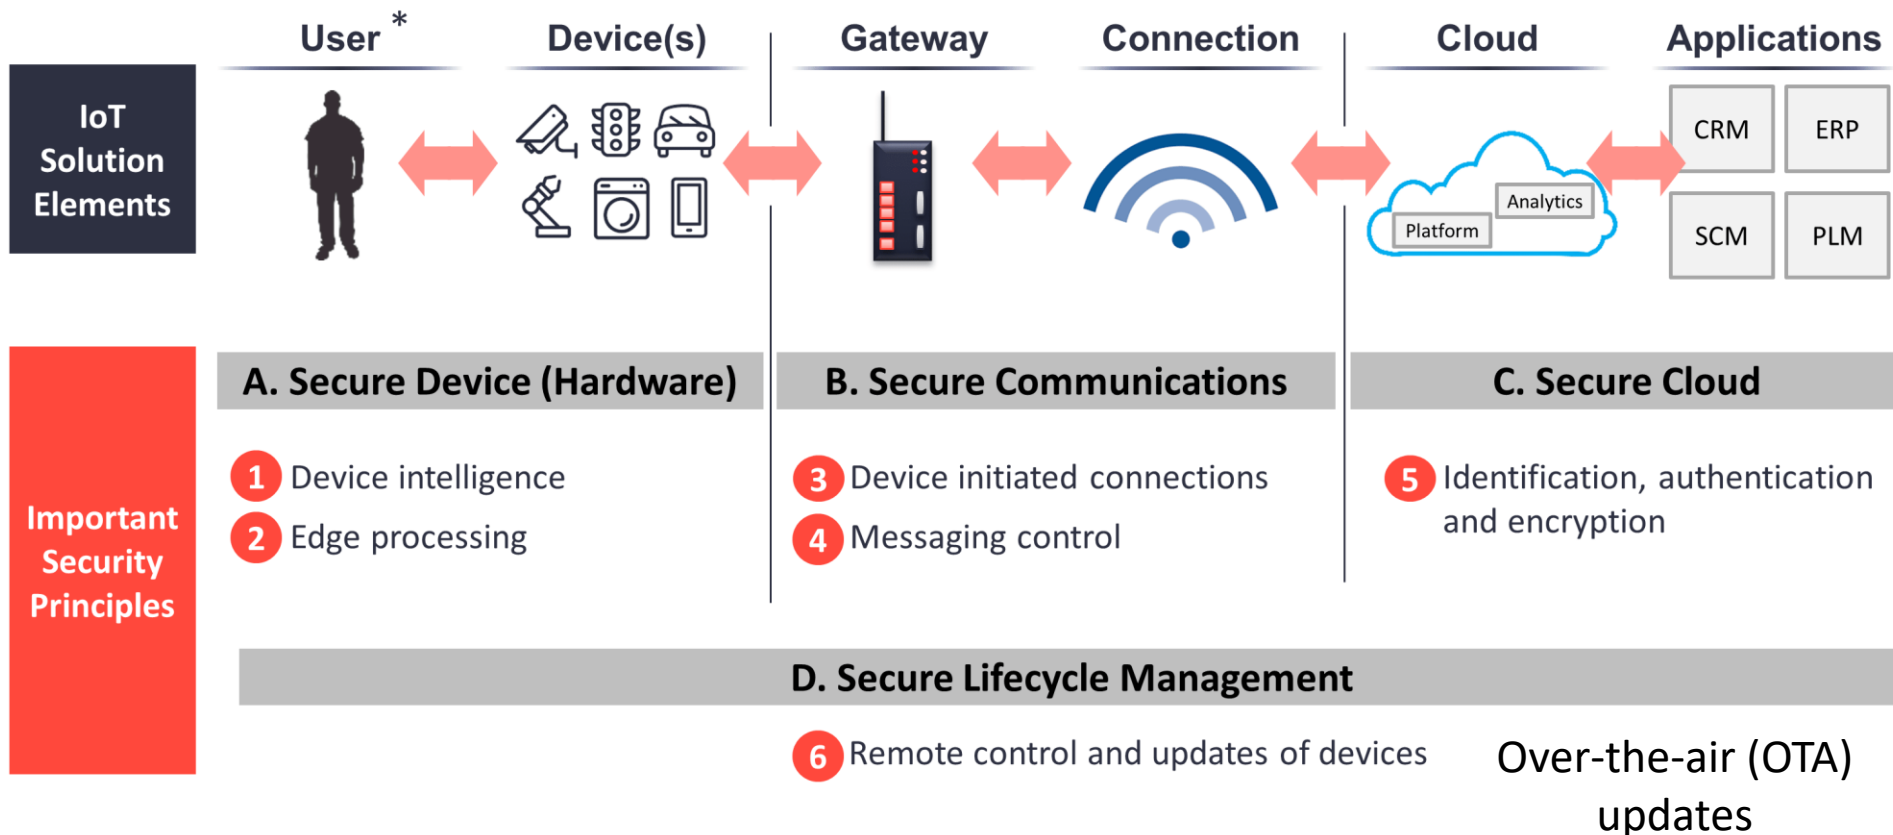 User *
Device(s)
Gateway
Connection
Cloud
Applications
IoT
Solution
Elements
Platform
Analytics
CRM
ERP
SCM
PLM
Important
Security
Principles
A. Secure Device (Hardware)
B. Secure Communications
C. Secure Cloud
1 Device intelligence
2 Edge processing
3 Device initiated connections
4 Messaging control
5 Identification, authentication
and encryption
D. Secure Lifecycle Management
6 Remote control and updates of devices
Over-the-air (OTA)
updates